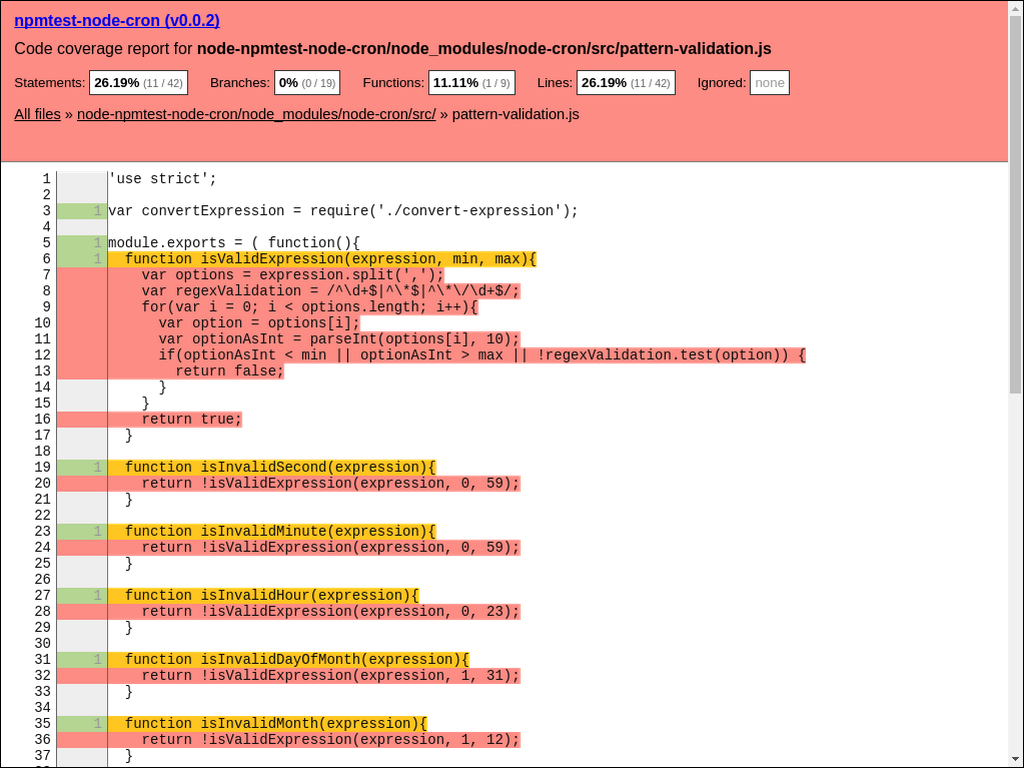 npmtest-node-cron (v0.0.2)
Code coverage report for node-npmtest-node-cron/node_modules/node-cron/src/pattern-validation.js
Statements: 26.19% (11 / 42) Branches: 0% (0 / 19) Functions: 11.11% (1 / 9) Lines: 26.19% (11 / 42) Ignored: none
All files » node-npmtest-node-cron/node_modules/node-cron/src/ » pattern-validation.js
1 'use strict';
2
3 1 var convertExpression = require('./convert-expression');
4
5 1 module.exports = ( function(){
6 1 function isValidExpression(expression, min, max){
7 var options = expression.split(',');
8 var regexValidation = /^\d+$|^\*$|^\*\/\d+$/;
9 for(var i = 0; i < options.length; i++){
10 var option = options[i];
11 var optionAsInt = parseInt(options[i], 10);
12 if(optionAsInt < min || optionAsInt > max || !regexValidation.test(option)) {
13 return false;
14 }
15 }
16 return true;
17 }
18
19 1 function isInvalidSecond(expression){
20 return !isValidExpression(expression, 0, 59);
21 }
22
23 1 function isInvalidMinute(expression){
24 return !isValidExpression(expression, 0, 59);
25 }
26
27 1 function isInvalidHour(expression){
28 return !isValidExpression(expression, 0, 23);
29 }
30
31 1 function isInvalidDayOfMonth(expression){
32 return !isValidExpression(expression, 1, 31);
33 }
34
35 1 function isInvalidMonth(expression){
36 return !isValidExpression(expression, 1, 12);
37 }